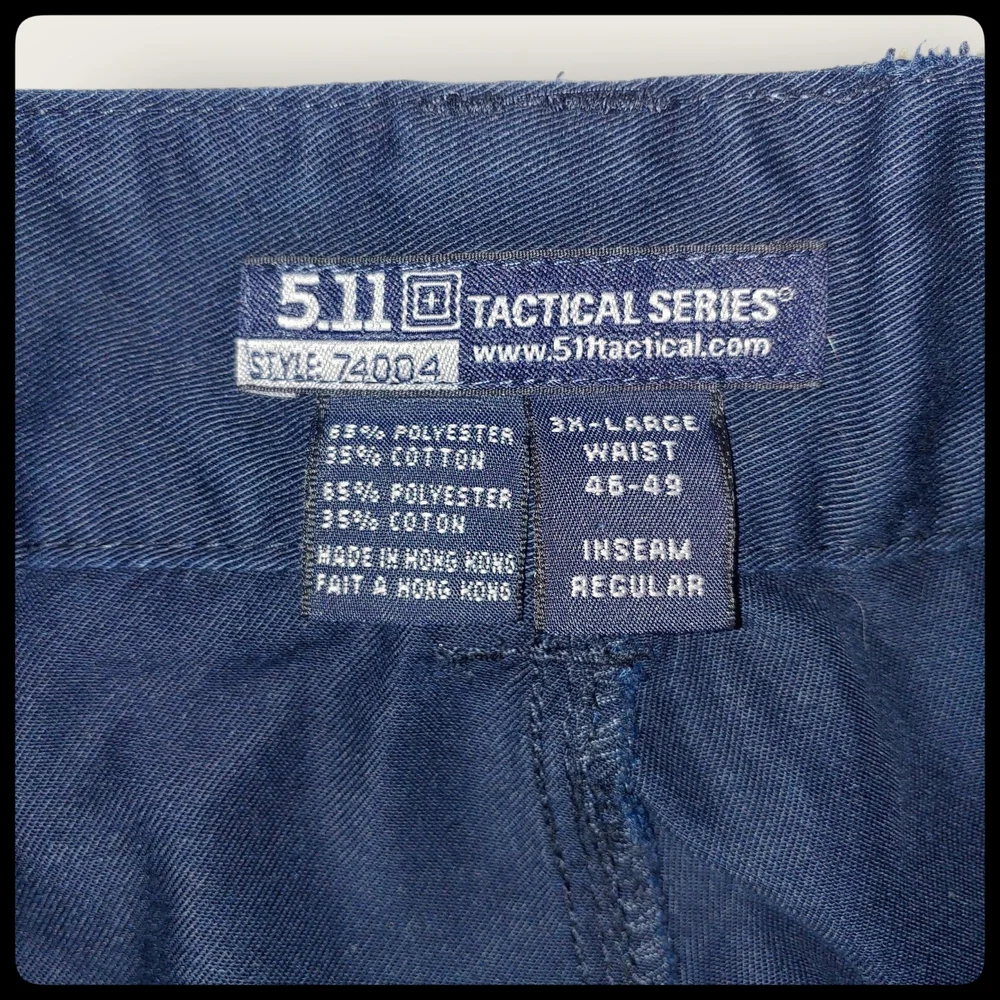 5.11 TACTICAL SERIES®
www.511tactical.com
STYLE: 74004
65% POLYESTER
35% COTTON
65% POLYESTER
35% COTON
MADE IN HONG KONG
FAIT A HONG KONG
3X-LARGE
WAIST
46-49
INSEAM
REGULAR